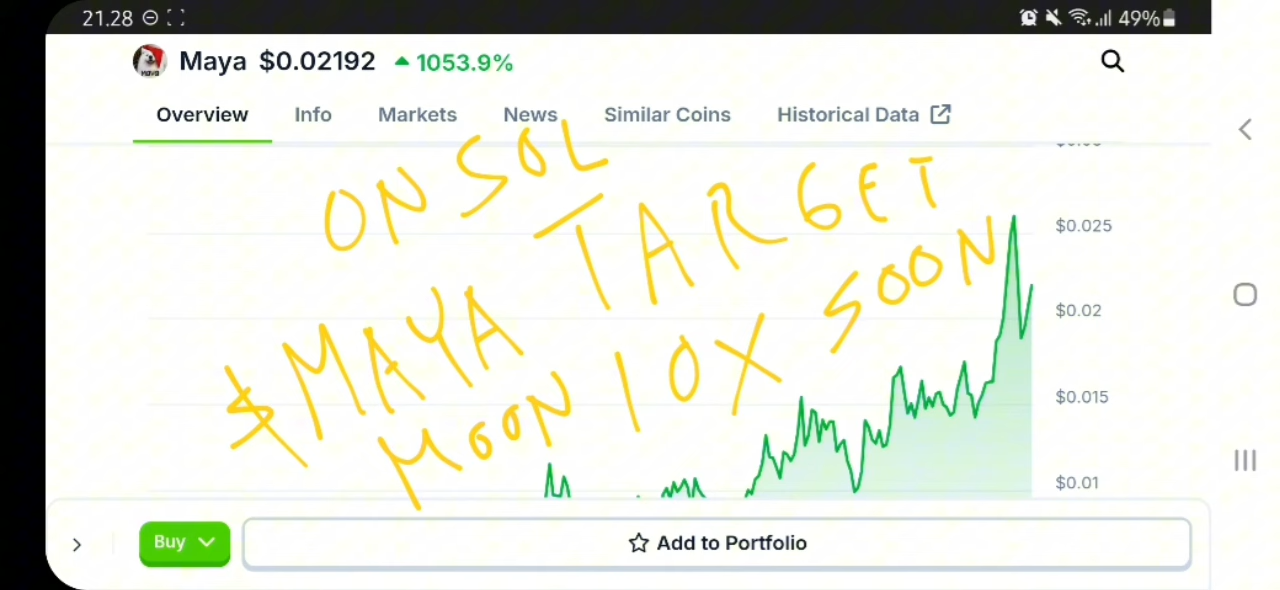 21.28
49%
Maya $0.02192 1053.9%
Overview Info Markets News Similar Coins Historical Data
ON SOL
$MAYA TARGET
MOON 10X SOON
$0.025
$0.02
$0.015
$0.01
Buy
Add to Portfolio